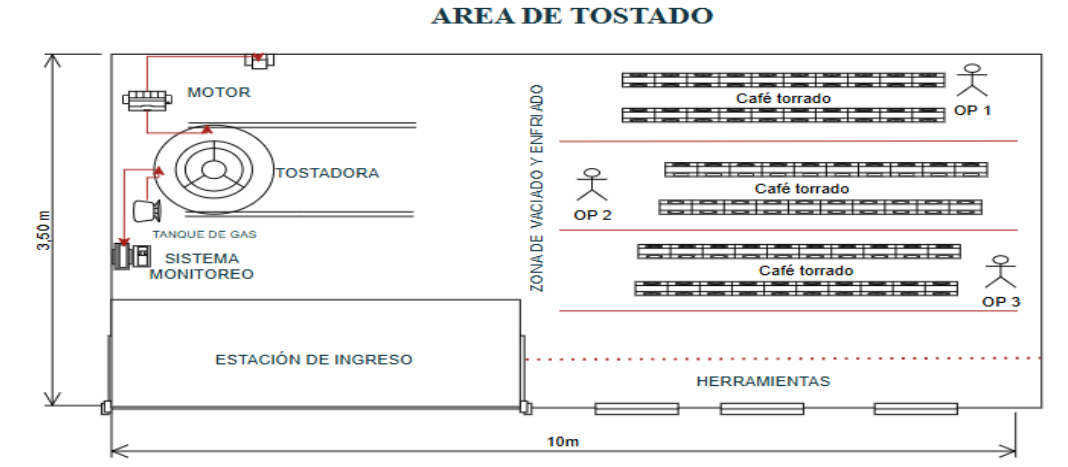 AREA DE TOSTADO
MOTOR
TOSTADORA
TANQUE DE GAS
SISTEMA
MONITOREO
3,50 m
ESTACIÓN DE INGRESO
ZONA DE VACIADO Y ENFRIADO
Café torrado
OP 1
Café torrado
OP 2
Café torrado
OP 3
HERRAMIENTAS
10m